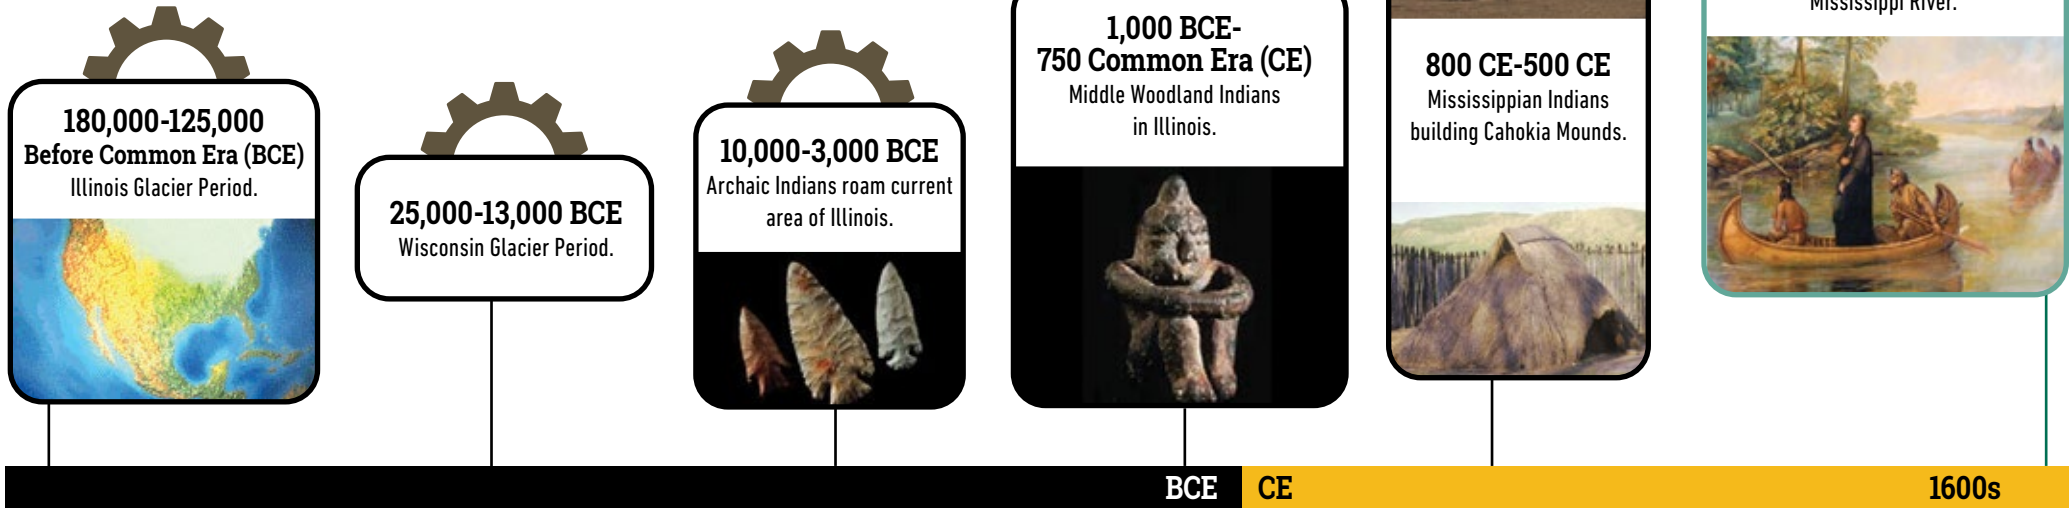 180,000-125,000
Before Common Era (BCE)
Illinois Glacier Period.
25,000-13,000 BCE
Wisconsin Glacier Period.
10,000-3,000 BCE
Archaic Indians roam current
area of Illinois.
1,000 BCE-
750 Common Era (CE)
Middle Woodland Indians
in Illinois.
800 CE-500 CE
Mississippian Indians
building Cahokia Mounds.
Mississippi River.
BCE
CE
1600s